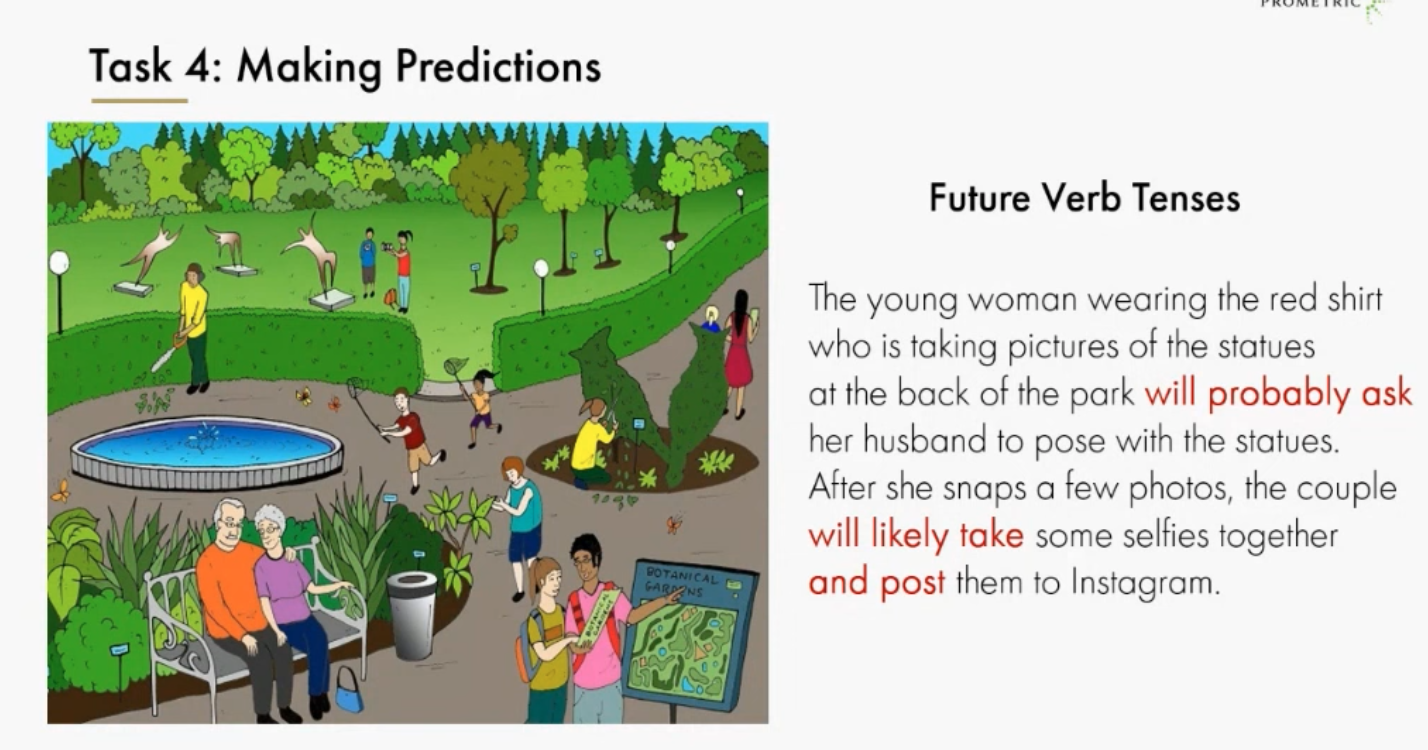 PROMETRIC
Task 4: Making Predictions
Future Verb Tenses
The young woman wearing the red shirt
who is taking pictures of the statues
at the back of the park will probably ask
her husband to pose with the statues.
After she snaps a few photos, the couple
will likely take some selfies together
and post them to Instagram.
BOTANICAL
GARDENS